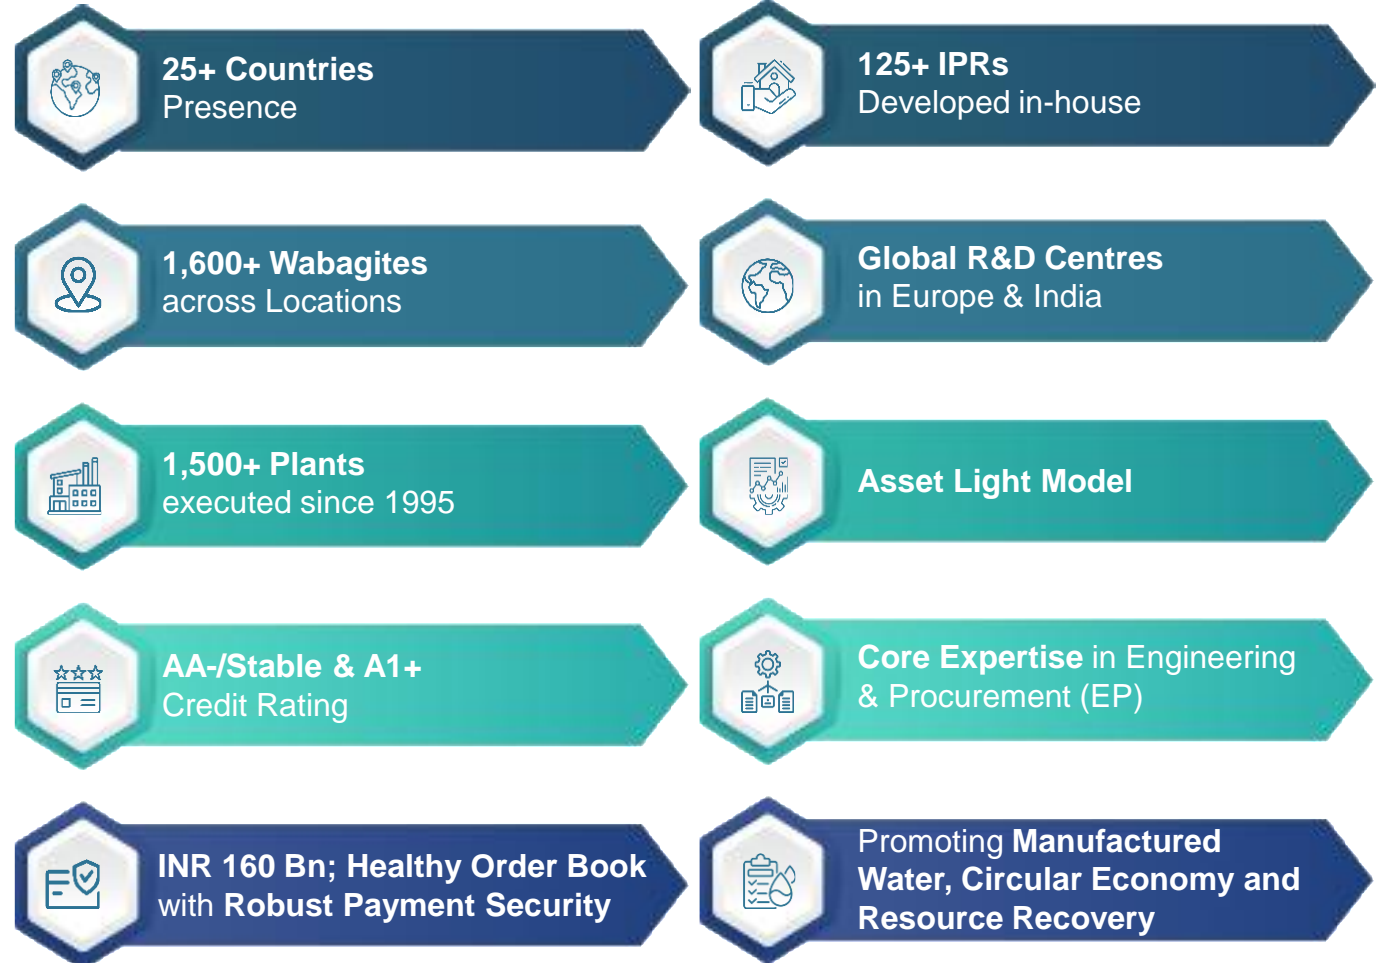 25+ Countries
Presence
125+ IPRs
Developed in-house
1,600+ Wabagites
across Locations
Global R&D Centres
in Europe & India
1,500+ Plants
executed since 1995
Asset Light Model
AA-/Stable & A1+
Credit Rating
Core Expertise in Engineering
& Procurement (EP)
INR 160 Bn; Healthy Order Book
with Robust Payment Security
Promoting Manufactured
Water, Circular Economy and
Resource Recovery